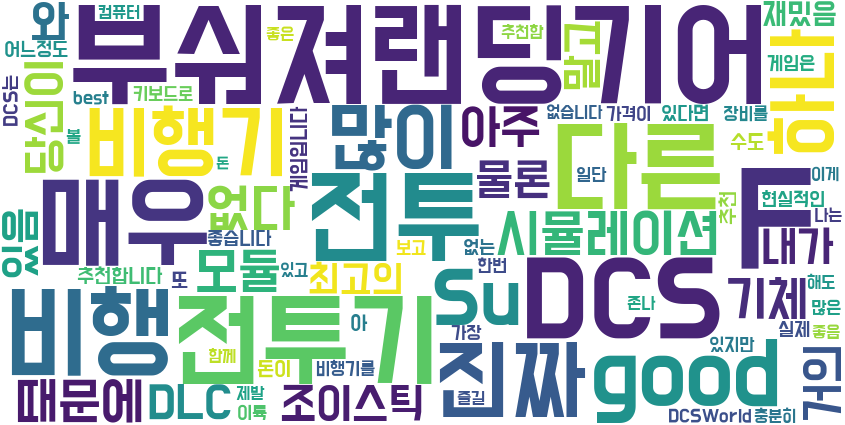 와 컴퓨터 부숴져랜딩기어 좋은 추천함 말고 재밌음
어느정도 게임은 하나
DCS는 당신이 best 키보드로 비행기 많이 아주 없습니다 가격이 있다면 장비를
볼 돈 게임입니다 다른 수도
매우 전투 물론 일단 이게
없다 시뮬레이션 추천 현실적인 나는
있음 좋습니다 보고 없는 F 내가
추천합니다 또 모듈 있고 최고의 한번 DCS 해도
비행 전투기 아 Su 존나 기체 많은
함께 가장 실제 좋음
돈이 비행기를 진짜 good 있지만 거의
때문에 DLC 제발 이륙 조이스틱 즐길 DCSWorld 충분히